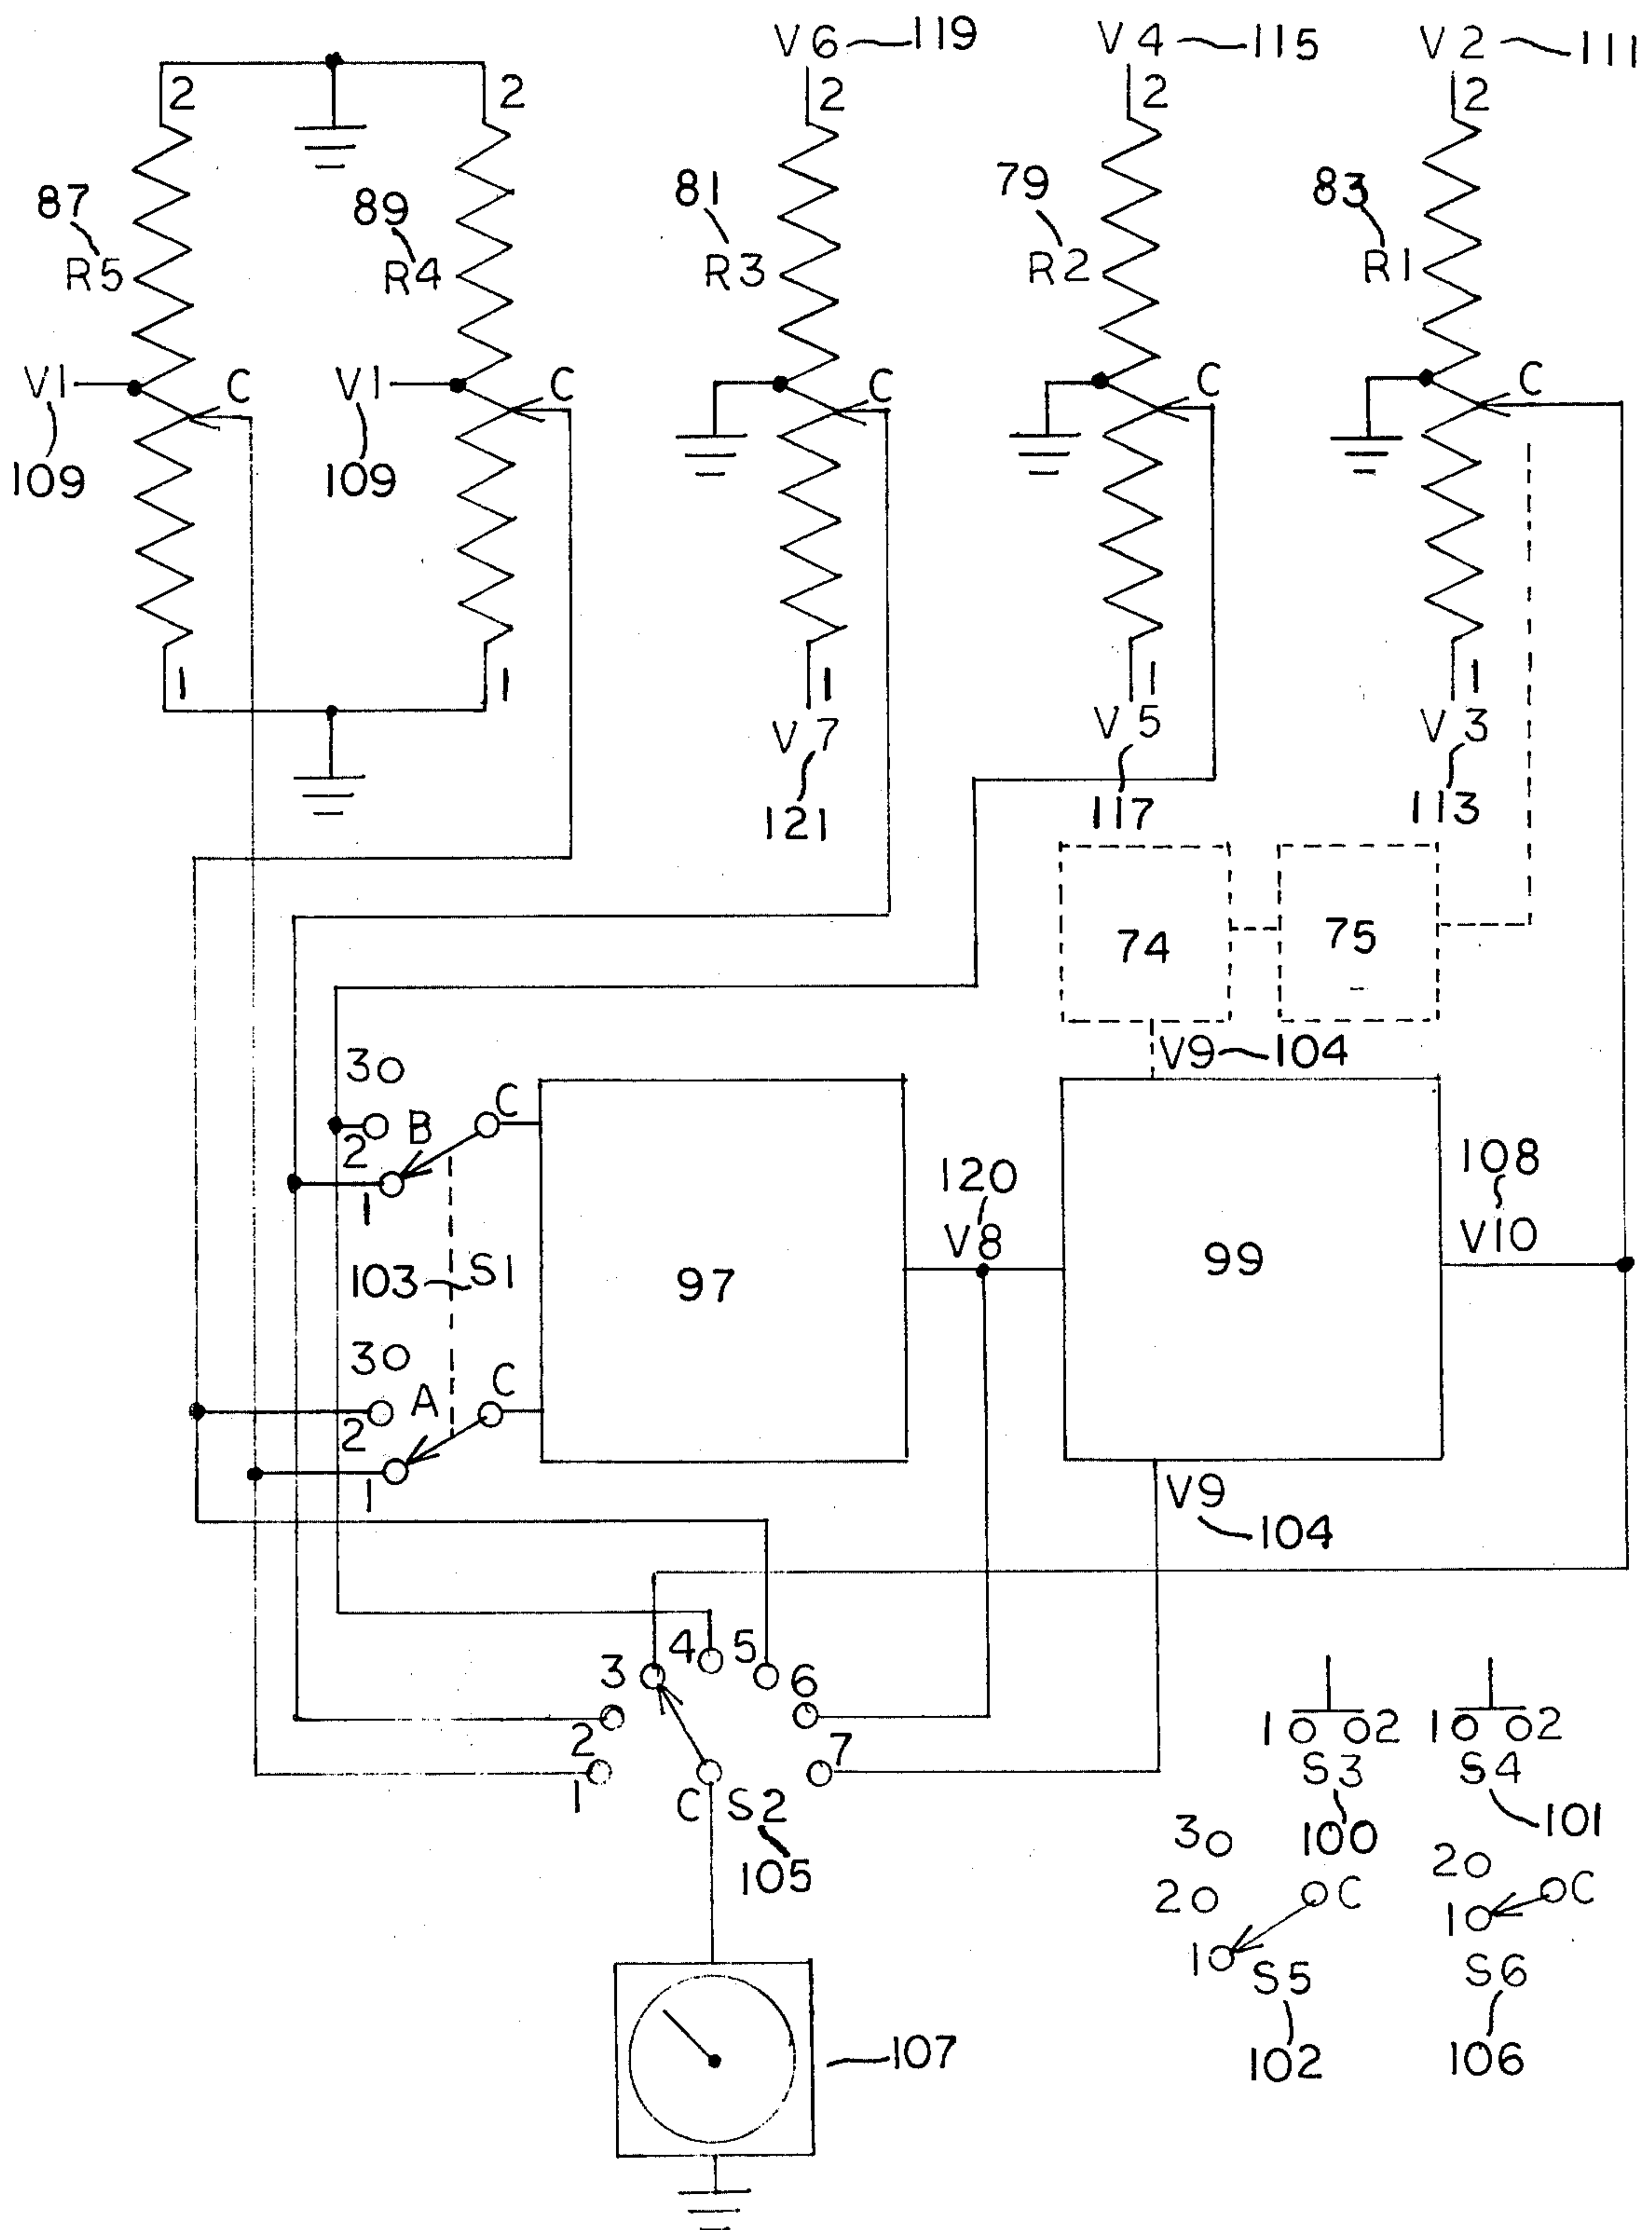 V6 119 V4 115 V2 111
2 2 2 2 2
87 89 81 79 83
R5 R4 R3 R2 R1
V1 C V1 C C C C
109 109
1 1 1 1 1
V7 V5 V3
121 117 113
74 75
V9 104
3
B C
2
1
120
V8
108
V10
103 S1
97 99
3
A C
2
1
V9
104
3 4 5 6
2 7
1 C S2
105
1 2 1 2
S3 S4
100 101
3 2
2 C 1 C
1 S5 S6
102 106
107